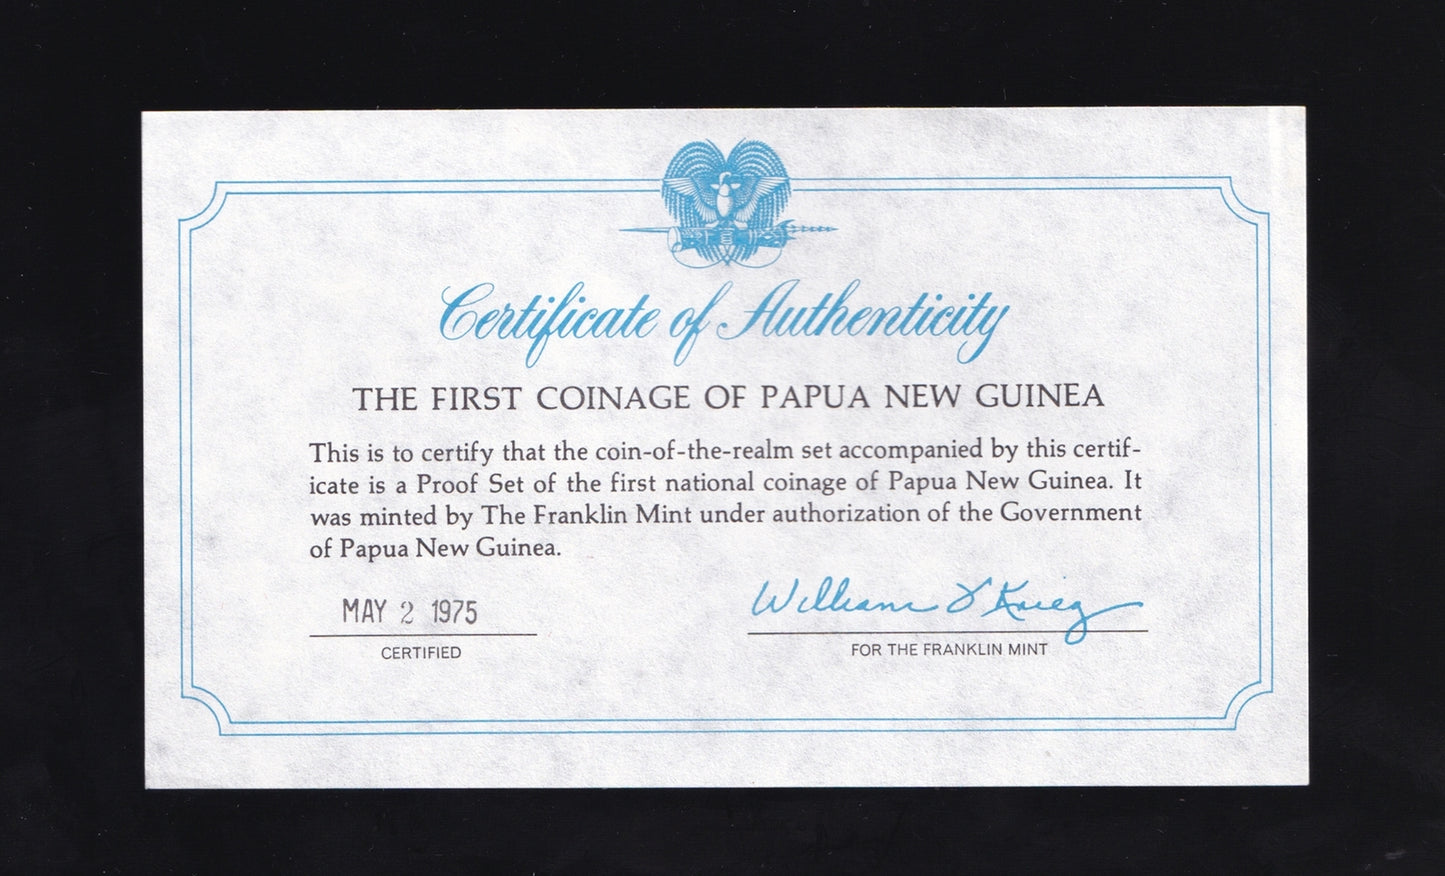 Certificate of Authenticity
THE FIRST COINAGE OF PAPUA NEW GUINEA
This is to certify that the coin-of-the-realm set accompanied by this certif-
icate is a Proof Set of the first national coinage of Papua New Guinea. It
was minted by The Franklin Mint under authorization of the Government
of Papua New Guinea.
MAY 2 1975
William Krieg
CERTIFIED
FOR THE FRANKLIN MINT